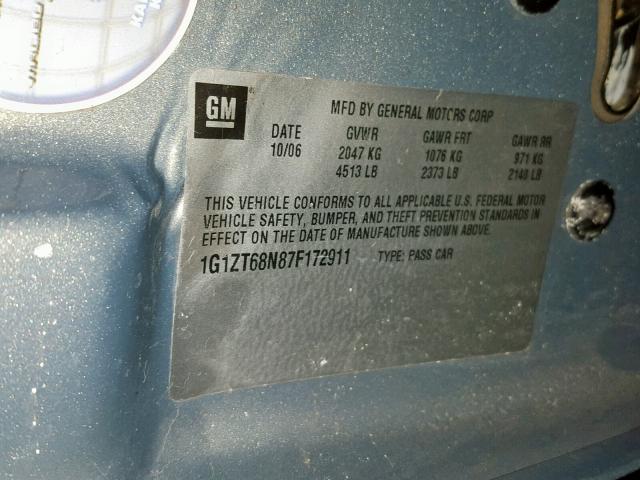 GM
MFD BY GENERAL MOTORS CORP
DATE GVWR GAWR FRT GAWR RR
10/06 2047 KG 1076 KG 971 KG
4513 LB 2373 LB 2140 LB
THIS VEHICLE CONFORMS TO ALL APPLICABLE U.S. FEDERAL MOTOR
VEHICLE SAFETY, BUMPER, AND THEFT PREVENTION STANDARDS IN
EFFECT ON THE DATE OF MANUFACTURE SHOWN ABOVE.
1G1ZT68N87F172911 TYPE: PASS CAR